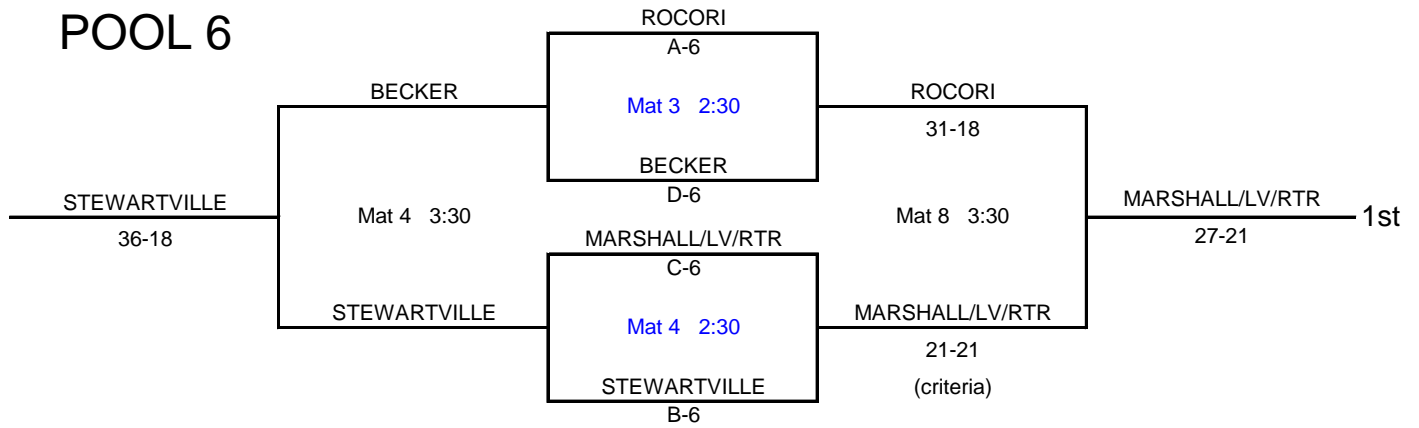 POOL 6
ROCORI
A-6
BECKER
Mat 3 2:30
ROCORI
31-18
BECKER
D-6
STEWARTVILLE
36-18
Mat 4 3:30
Mat 8 3:30
MARSHALL/LV/RTR
27-21
1st
MARSHALL/LV/RTR
C-6
STEWARTVILLE
Mat 4 2:30
MARSHALL/LV/RTR
21-21
(criteria)
STEWARTVILLE
B-6